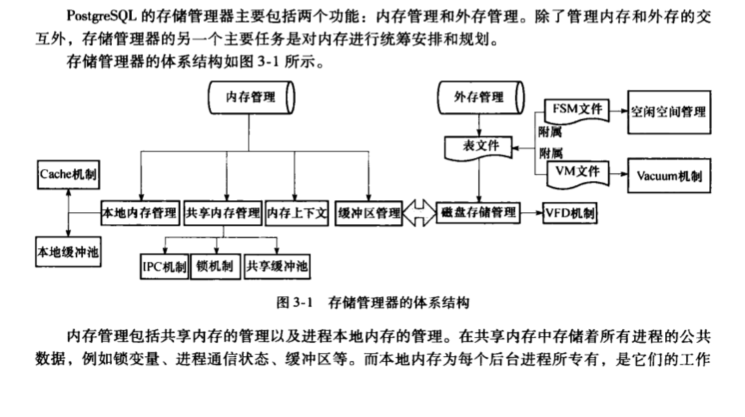 PostgreSQL 的存储管理器主要包括两个功能：内存管理和外存管理。除了管理内存和外存的交
互外，存储管理器的另一个主要任务是对内存进行统筹安排和规划。
存储管理器的体系结构如图 3-1 所示。
内存管理
外存管理
FSM文件
空闲空间管理
附属
表文件
附属
Cache机制
VM文件
Vacuum机制
本地内存管理
共享内存管理
内存上下文
缓冲区管理
磁盘存储管理
VFD机制
本地缓冲池
IPC机制
锁机制
共享缓冲池
图 3-1 存储管理器的体系结构
内存管理包括共享内存的管理以及进程本地内存的管理。在共享内存中存储着所有进程的公共
数据，例如锁变量、进程通信状态、缓冲区等。而本地内存为每个后台进程所专有，是它们的工作